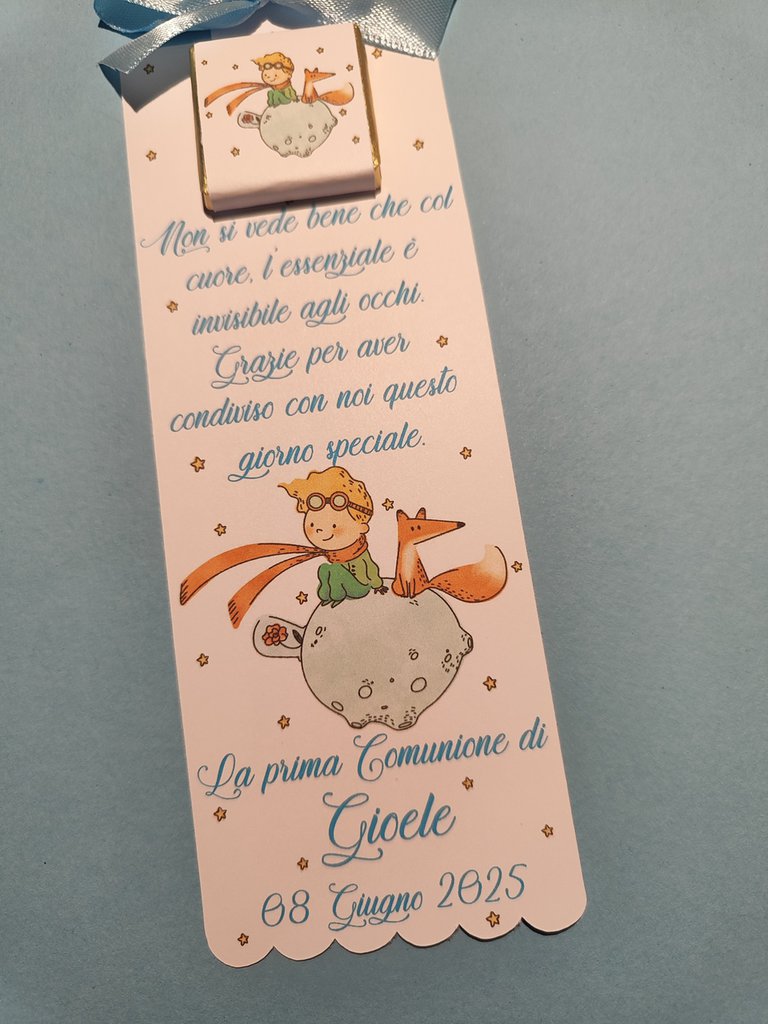 Non si vede bene che col
cuore, l'essenziale è
invisibile agli occhi.
Grazie per aver
condiviso con noi questo
giorno speciale.
La prima Comunione di
Gioele
08 Giugno 2025